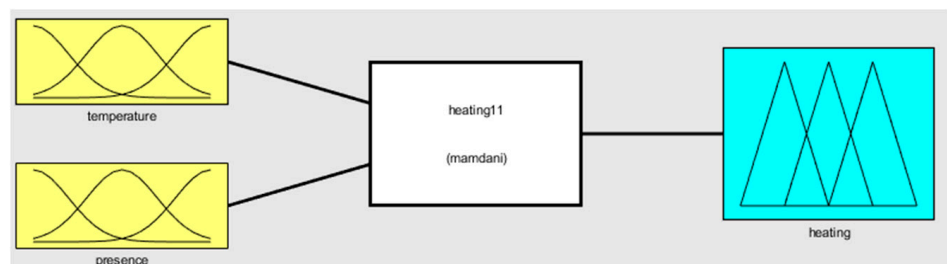 temperature
heating11
(mamdani)
presence
heating